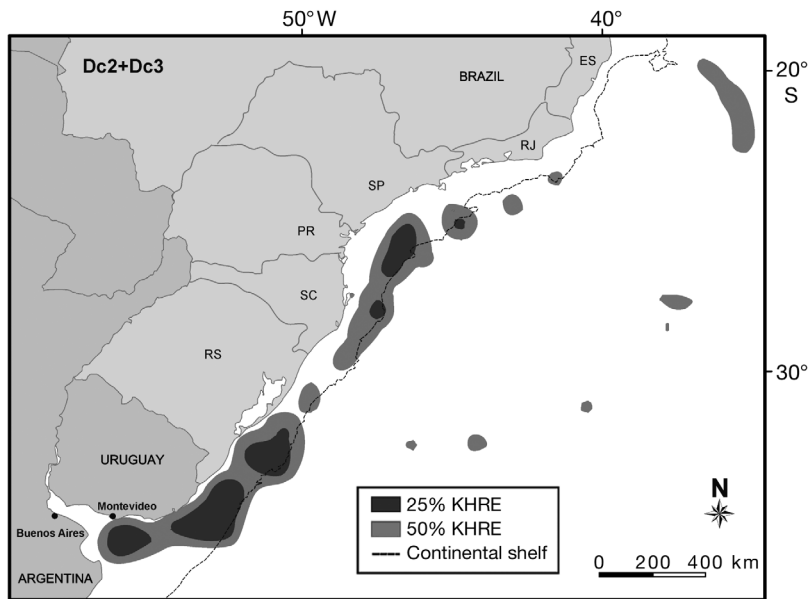 50°W 40°
Dc2+Dc3
BRAZIL
ES
20°
S
RJ
SP
PR
SC
RS
30°
URUGUAY
Montevideo
Buenos Aires
ARGENTINA
25% KHRE
50% KHRE
Continental shelf
N
0 200 400 km